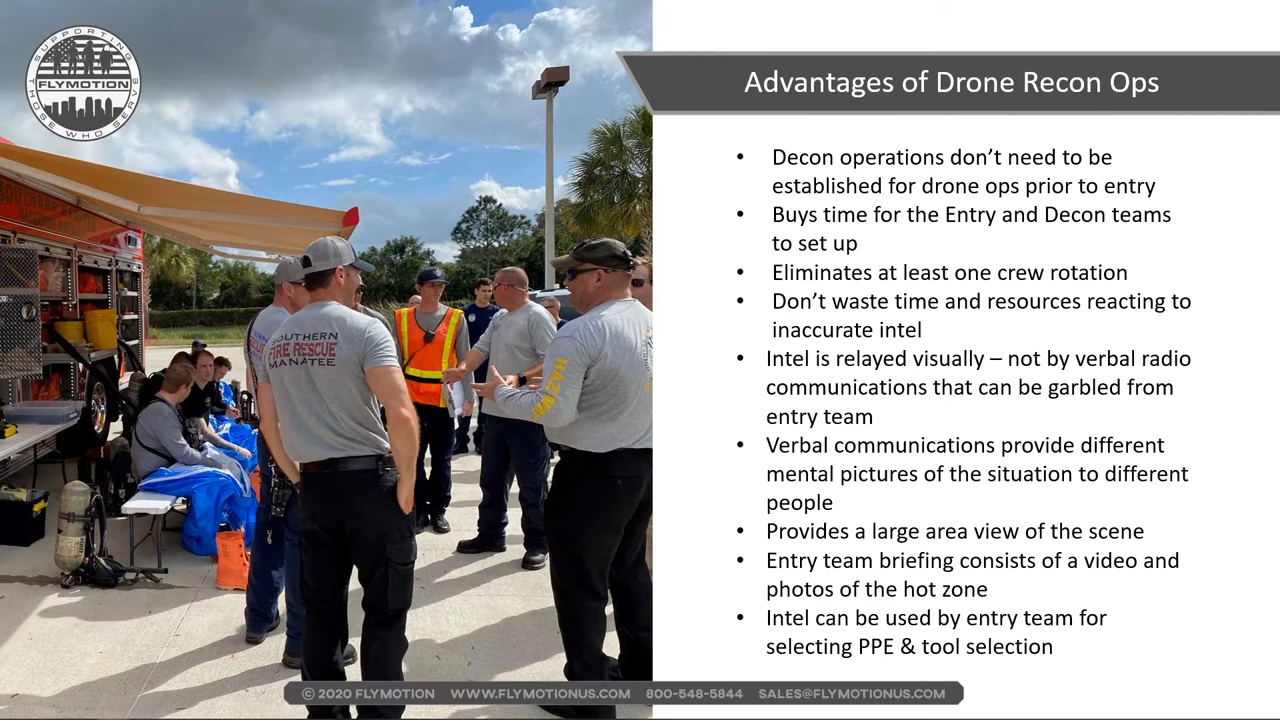 SUPPORTING
FLYMOTION
THOSE WHO SERVE
Advantages of Drone Recon Ops
• Decon operations don’t need to be
established for drone ops prior to entry
• Buys time for the Entry and Decon teams
to set up
• Eliminates at least one crew rotation
• Don’t waste time and resources reacting to
inaccurate intel
• Intel is relayed visually – not by verbal radio
communications that can be garbled from
entry team
• Verbal communications provide different
mental pictures of the situation to different
people
• Provides a large area view of the scene
• Entry team briefing consists of a video and
photos of the hot zone
• Intel can be used by entry team for
selecting PPE & tool selection
SOUTHERN
FIRE RESCUE
MANATEE
© 2020 FLYMOTION WWW.FLYMOTIONUS.COM 800-548-5844 SALES@FLYMOTIONUS.COM